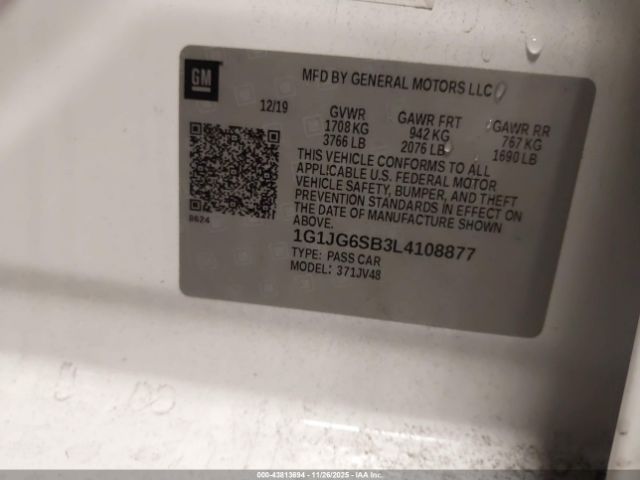 GM
MFD BY GENERAL MOTORS LLC
12/19
GVWR
1708 KG
3766 LB
GAWR FRT
942 KG
2076 LB
GAWR RR
767 KG
1690 LB
THIS VEHICLE CONFORMS TO ALL
APPLICABLE U.S. FEDERAL MOTOR
VEHICLE SAFETY, BUMPER, AND THEFT
PREVENTION STANDARDS IN EFFECT ON
THE DATE OF MANUFACTURE SHOWN
ABOVE.
8624
1G1JG6SB3L4108877
TYPE: PASS CAR
MODEL: 371JV48
000-43813694 - 11/26/2025 - IAAI, Inc.